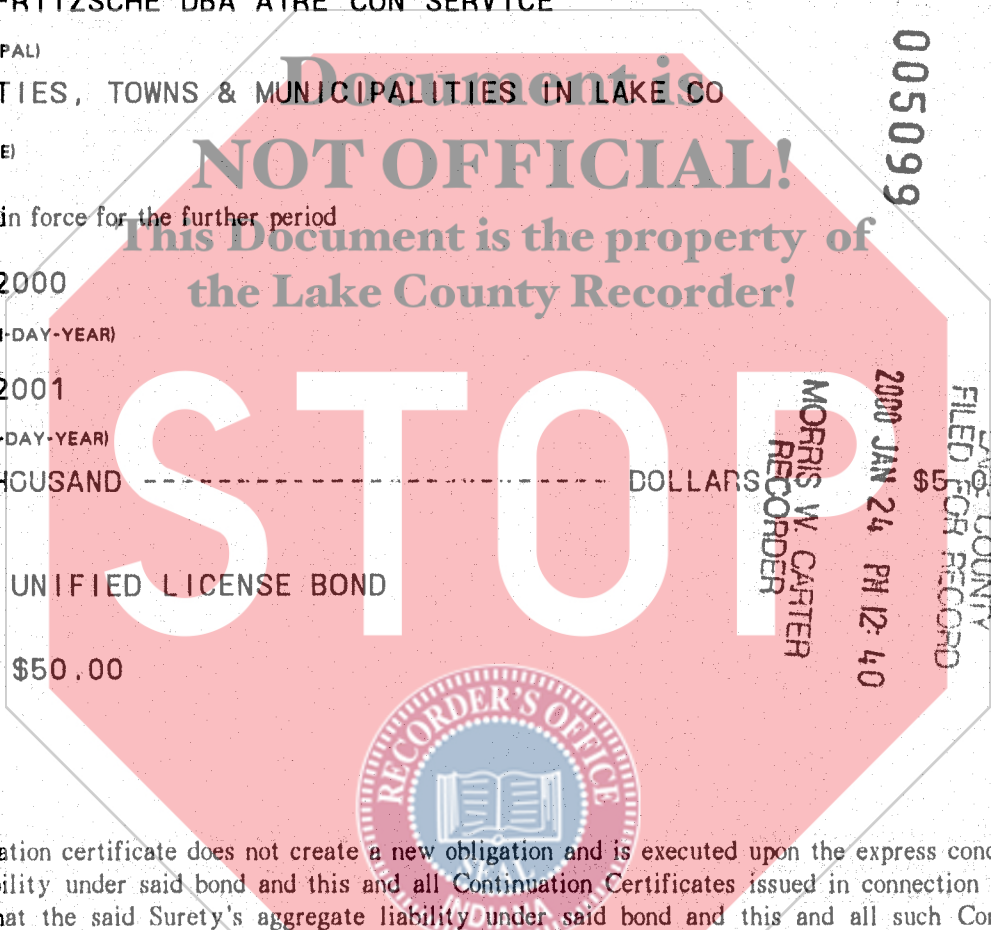 FRITZSCHE DBA AIRE CON SERVICE
PAL)
TIES, TOWNS & MUNICIPALITIES IN LAKE CO
E)
in force for the further period
2000
-DAY-YEAR)
2001
-DAY-YEAR)
HOUSAND ---------------------------- DOLLARS $5
UNIFIED LICENSE BOND
$50.00
ation certificate does not create a new obligation and is executed upon the express
ility under said bond and this and all Continuation Certificates issued in connection
hat the said Surety's aggregate liability under said bond and this and all such
Document is
NOT OFFICIAL!
This Document is the property of
the Lake County Recorder!
STOP
RECORDER'S OFFICE
SEAL
INDIANA
005099
MORRIS W. CARTER
RECORDER
2000 JAN 24 PM 12:40
COUNTY
FILED FOR RECORD